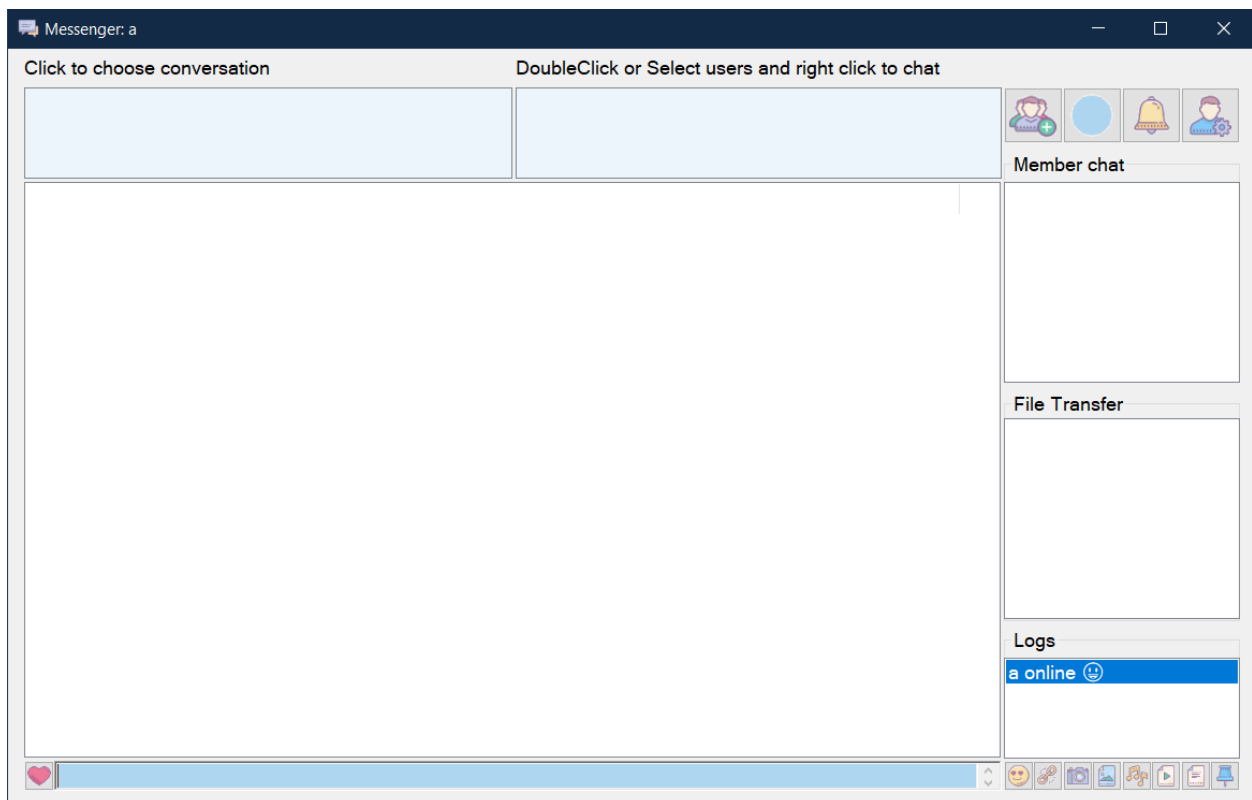 Messenger: a
Click to choose conversation
DoubleClick or Select users and right click to chat
Member chat
File Transfer
Logs
a online 😃